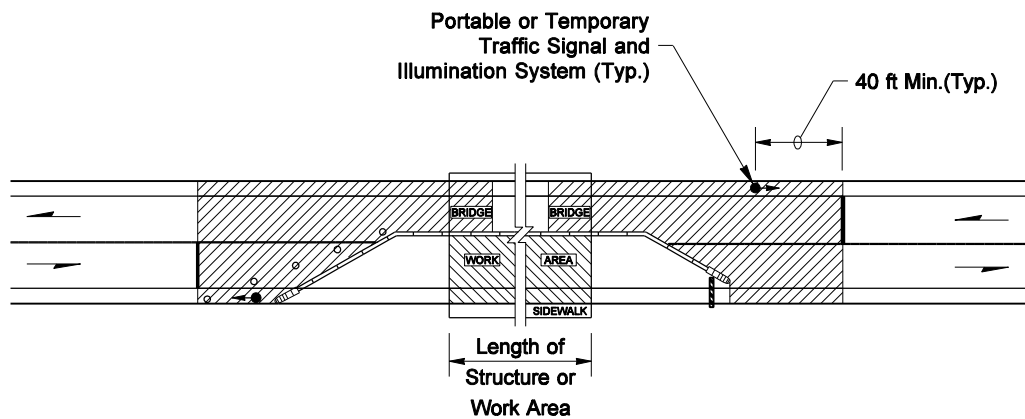 Portable or Temporary
Traffic Signal and
Illumination System (Typ.)
40 ft Min.(Typ.)
BRIDGE
BRIDGE
WORK
AREA
SIDEWALK
Length of
Structure or
Work Area